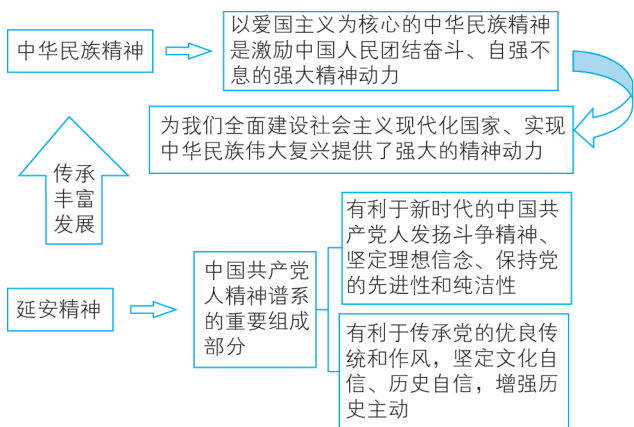 中华民族精神
以爱国主义为核心的中华民族精神
是激励中国人民团结奋斗、自强不
息的强大精神动力
为我们全面建设社会主义现代化国家、实现
中华民族伟大复兴提供了强大的精神动力
传承
丰富
发展
延安精神
中国共产党
人精神谱系
的重要组成
部分
有利于新时代的中国共
产党人发扬斗争精神、
坚定理想信念、保持党
的先进性和纯洁性
有利于传承党的优良传
统和作风，坚定文化自
信、历史自信，增强历
史主动